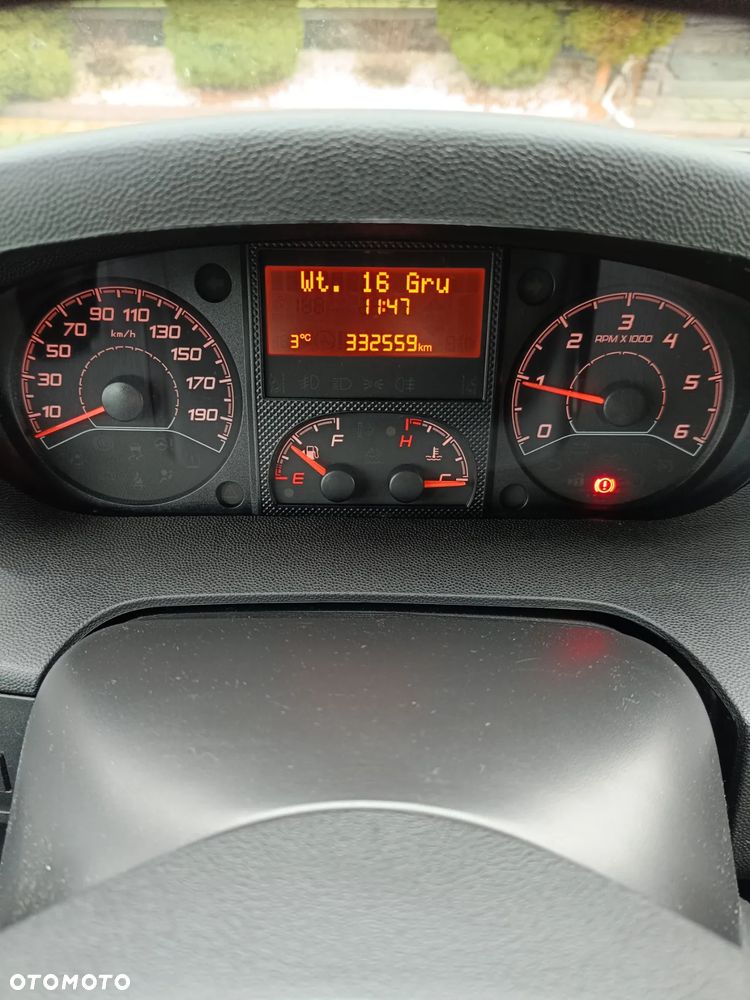 Wt. 16 Gru
11:47
3°C 332559km
10 30 50 70 90 110 130 150 170 190
km/h
0 1 2 3 4 5 6
RPM X 1000
E F
H C
OTOMOTO